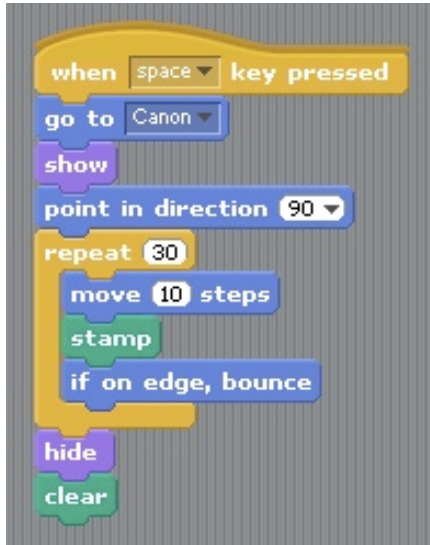 when space key pressed
go to Canon
show
point in direction 90
repeat 30
move 10 steps
stamp
if on edge, bounce
hide
clear